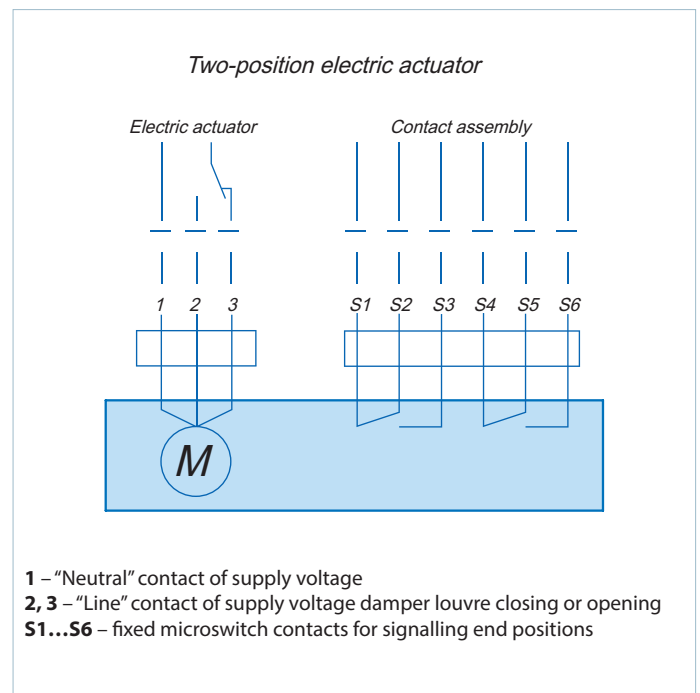 Two-position electric actuator
Electric actuator Contact assembly
1 2 3 S1 S2 S3 S4 S5 S6
M
1 – “Neutral” contact of supply voltage
2, 3 – “Line” contact of supply voltage damper louvre closing or opening
S1...S6 – fixed microswitch contacts for signalling end positions